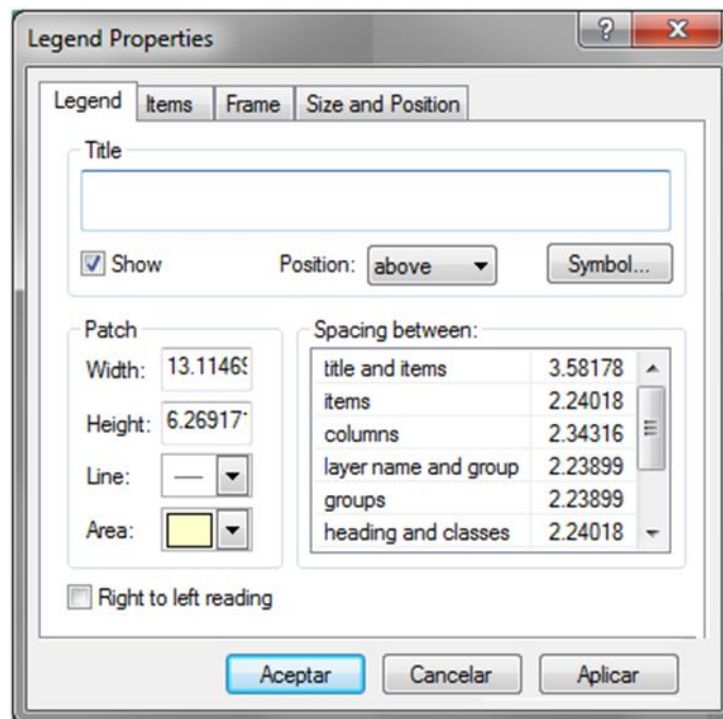 Legend Properties
Legend Items Frame Size and Position
Title
Show Position: above Symbol...
Patch
Width: 13.11469
Height: 6.269171
Line:
Area:
Spacing between:
title and items 3.58178
items 2.24018
columns 2.34316
layer name and group 2.23899
groups 2.23899
heading and classes 2.24018
Right to left reading
Aceptar Cancelar Aplicar